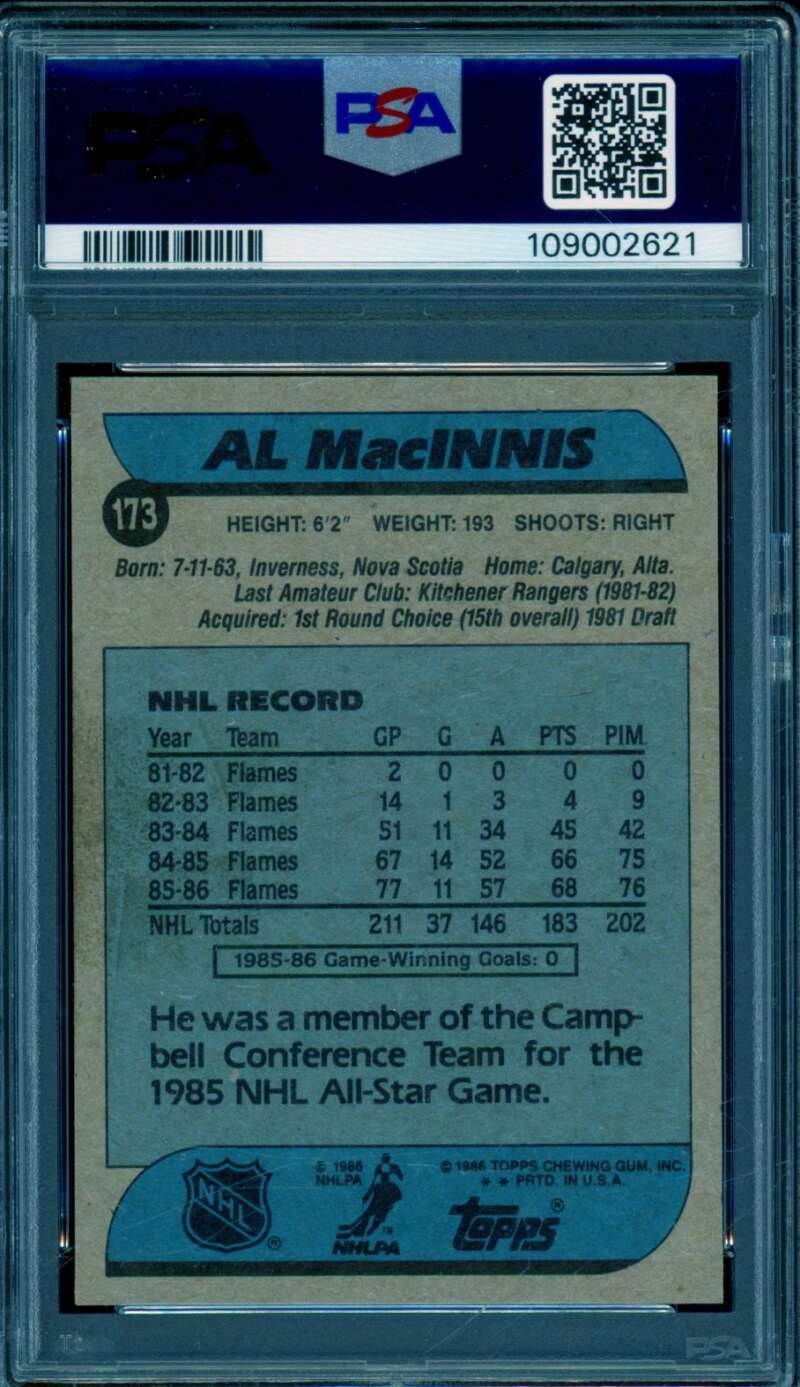 PSA
PSA
109002621
AL MacINNIS
173
HEIGHT: 6'2" WEIGHT: 193 SHOOTS: RIGHT
Born: 7-11-63, Inverness, Nova Scotia Home: Calgary, Alta.
Last Amateur Club: Kitchener Rangers (1981-82)
Acquired: 1st Round Choice (15th overall) 1981 Draft
NHL RECORD
Year Team GP G A PTS PIM
81-82 Flames 2 0 0 0 0
82-83 Flames 14 1 3 4 9
83-84 Flames 51 11 34 45 42
84-85 Flames 67 14 52 66 75
85-86 Flames 77 11 57 68 76
NHL Totals 211 37 146 183 202
1985-86 Game-Winning Goals: 0
He was a member of the Camp-
bell Conference Team for the
1985 NHL All-Star Game.
NHL ®
© 1986
NHLPA
™
NHLPA
© 1986 TOPPS CHEWING GUM, INC.
* * PRTD. IN U.S.A.
topps ®
PSA